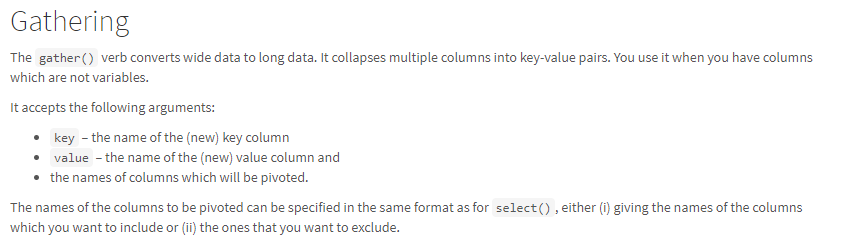 Gathering
The gather() verb converts wide data to long data. It collapses multiple columns into key-value pairs. You use it when you have columns
which are not variables.
It accepts the following arguments:
• key – the name of the (new) key column
• value – the name of the (new) value column and
• the names of columns which will be pivoted.
The names of the columns to be pivoted can be specified in the same format as for select() , either (i) giving the names of the columns
which you want to include or (ii) the ones that you want to exclude.